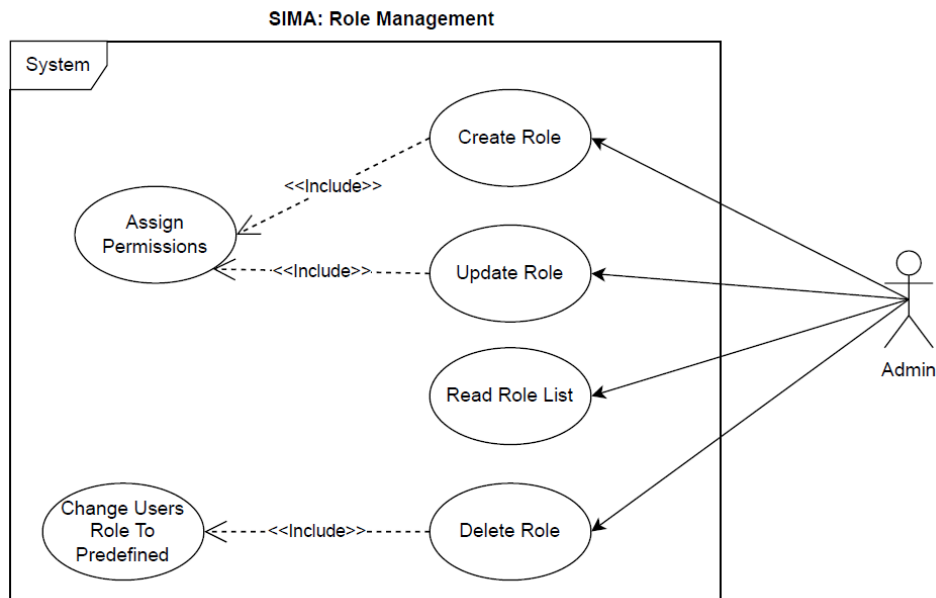 SIMA: Role Management
System
Create Role
<<Include>>
Assign
Permissions
<<Include>>
Update Role
Admin
Read Role List
Change Users
Role To
Predefined
<<Include>>
Delete Role